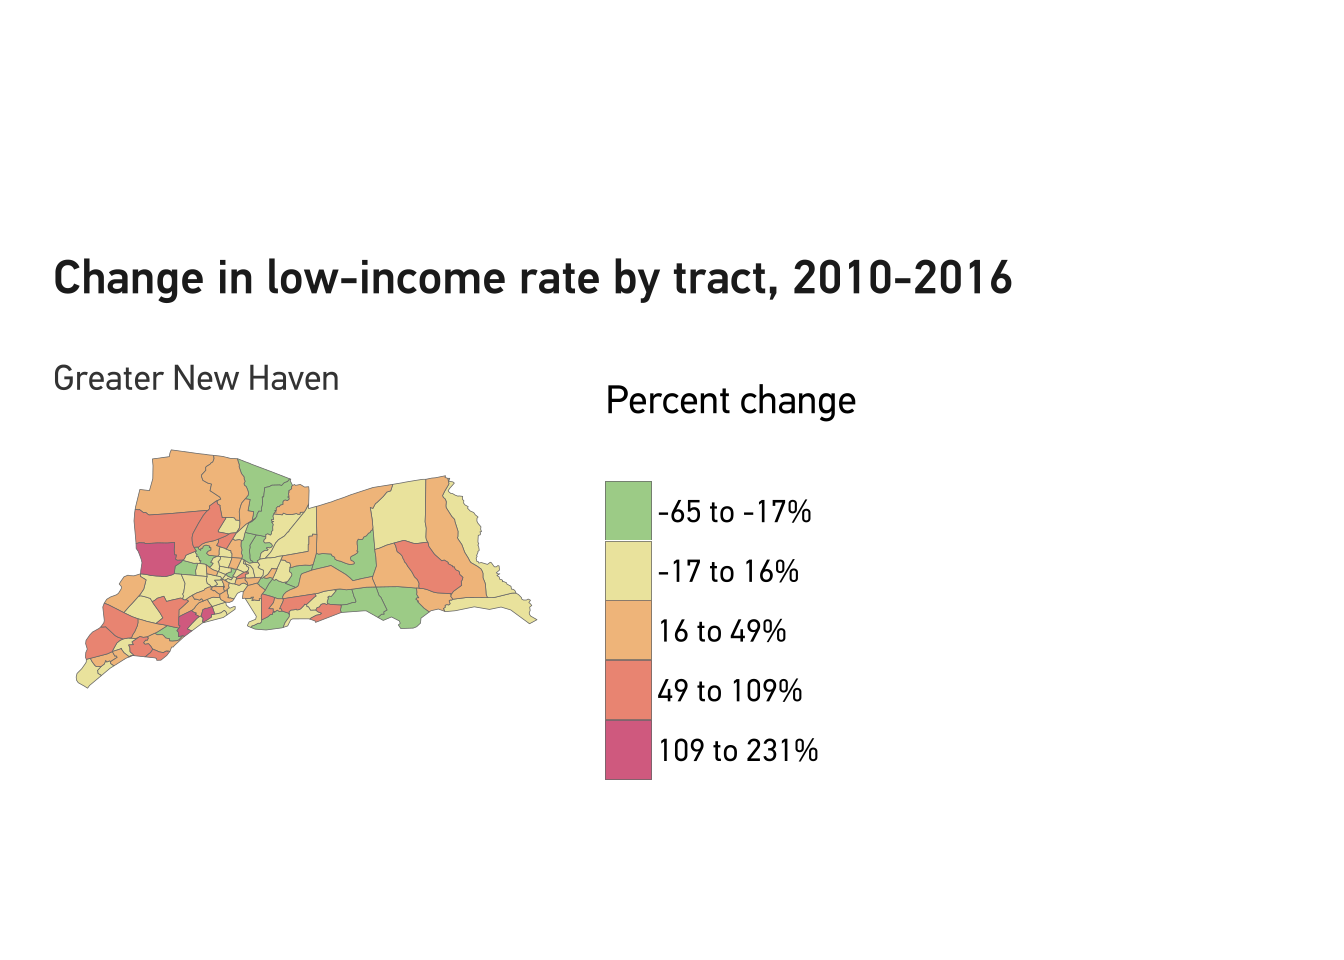 Change in low-income rate by tract, 2010-2016
Greater New Haven
Percent change
-65 to -17%
-17 to 16%
16 to 49%
49 to 109%
109 to 231%